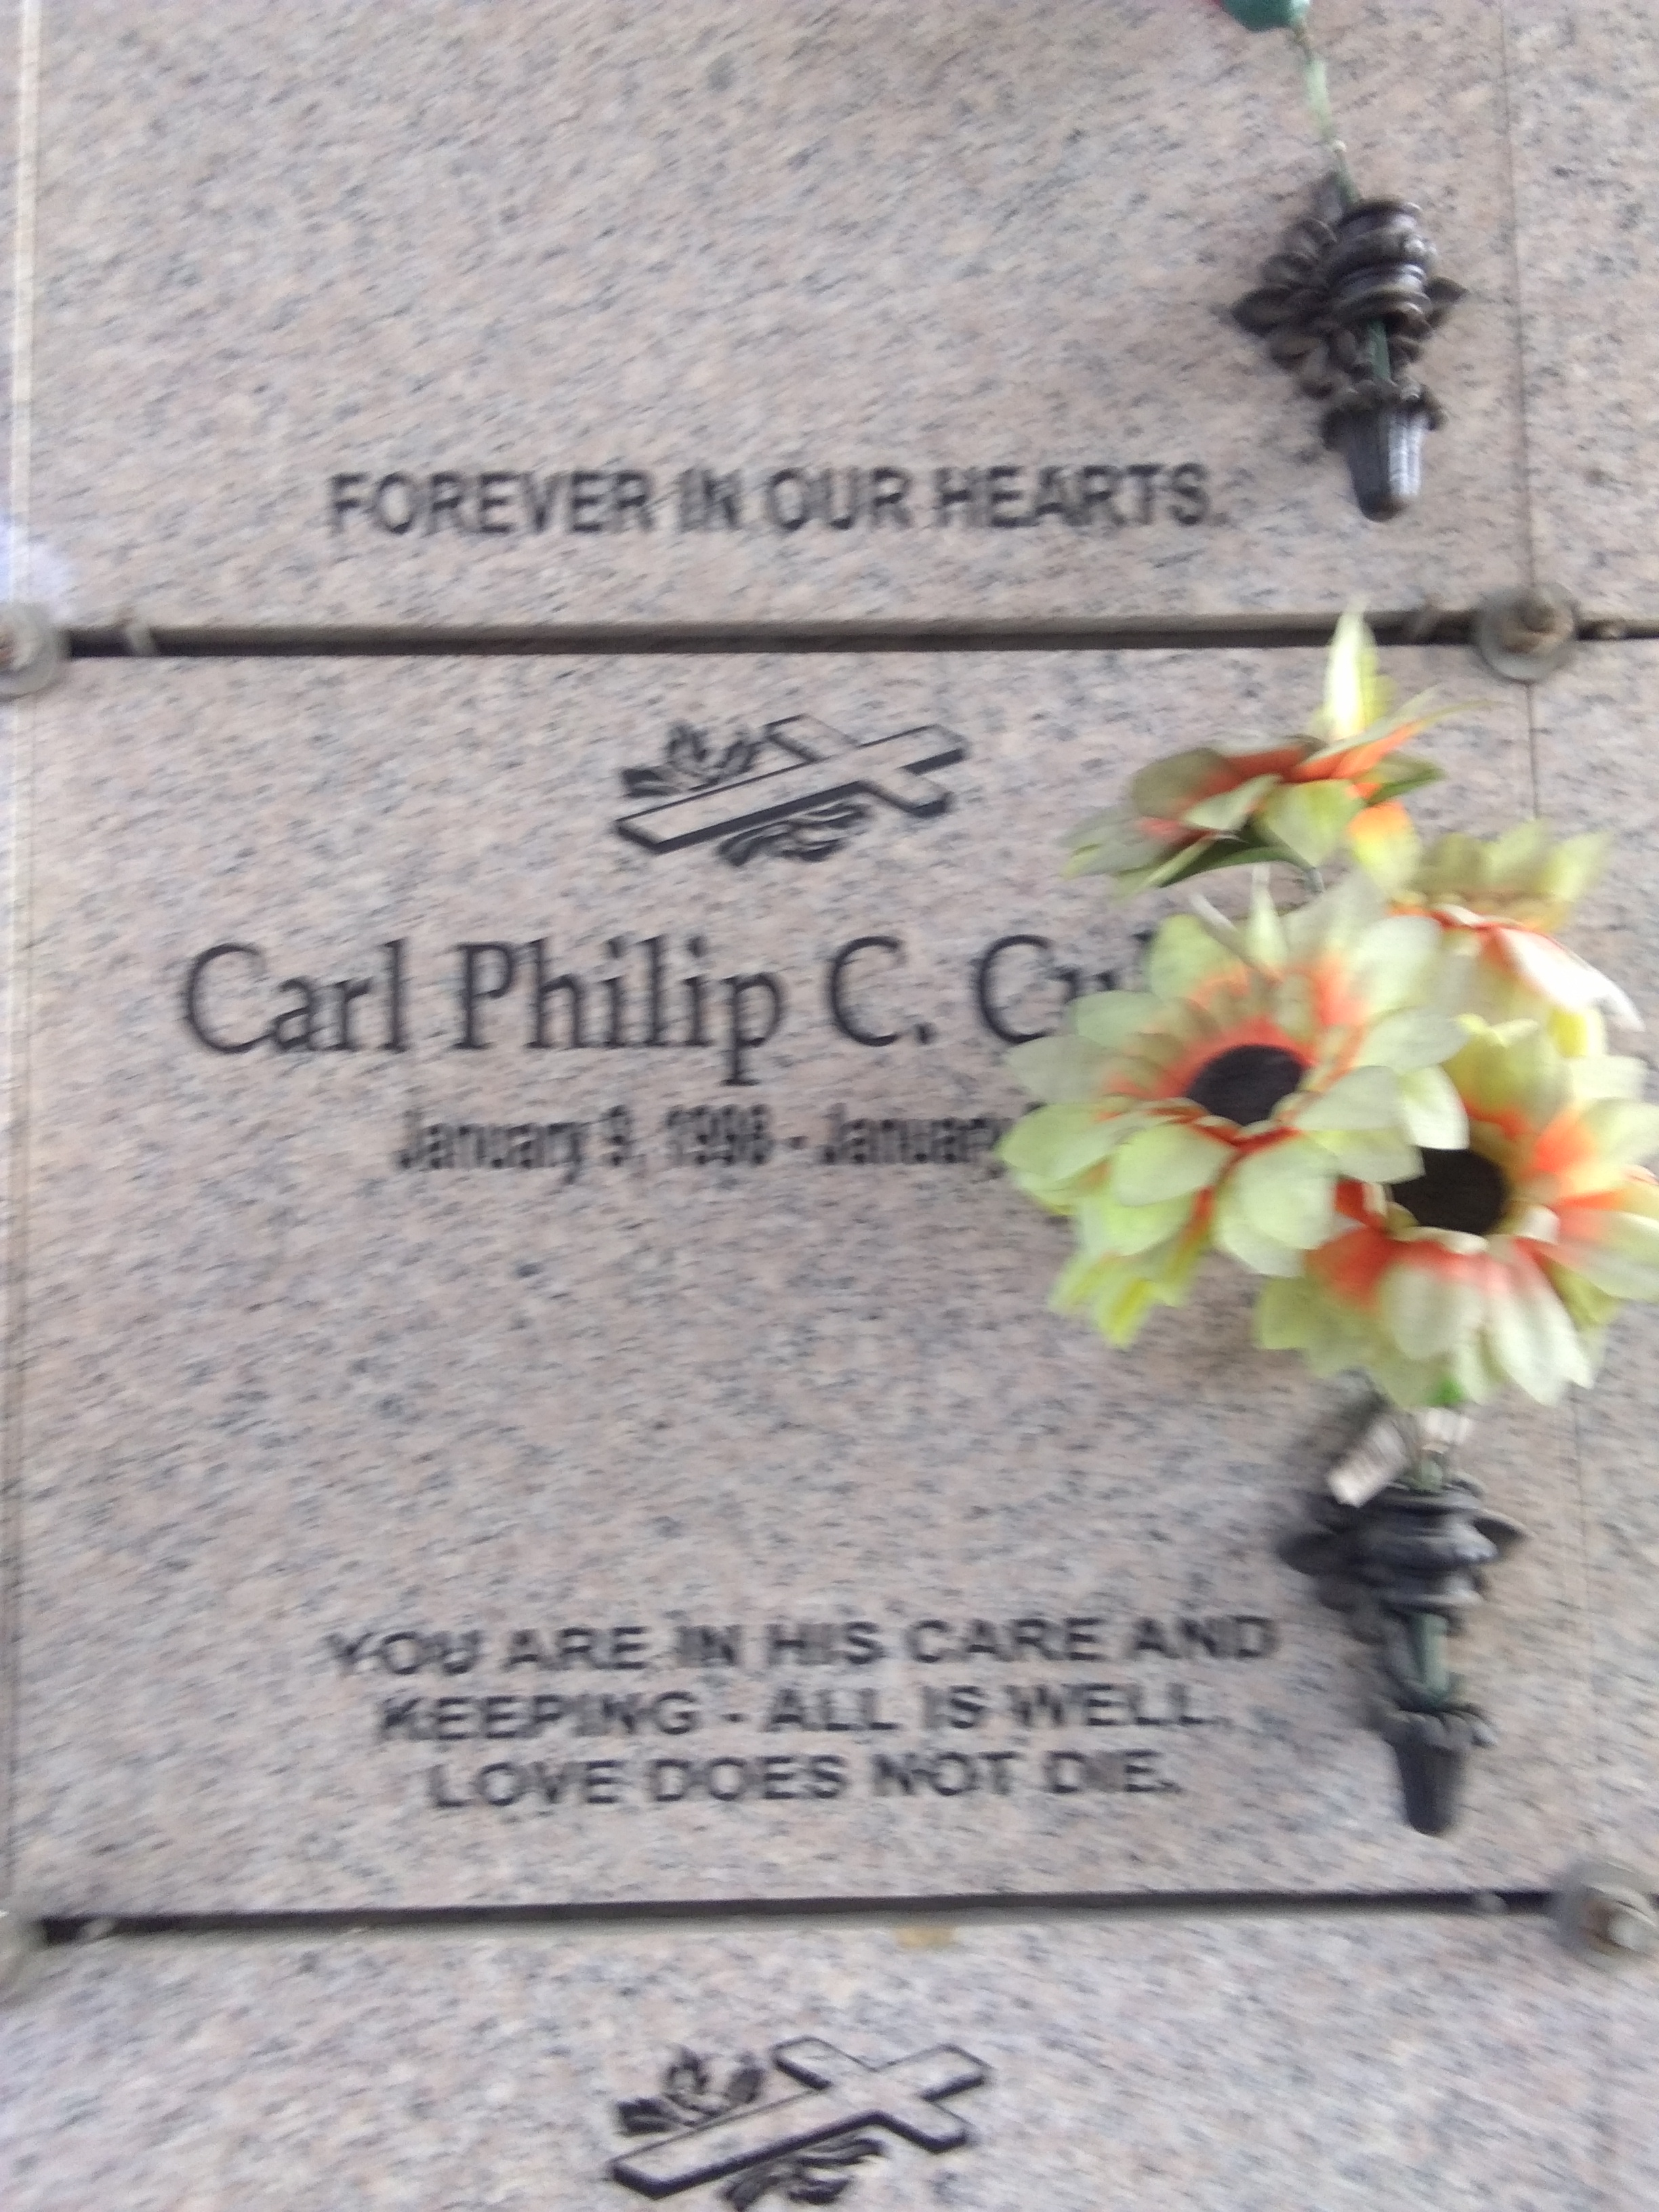 FOREVER IN OUR HEARTS.
Carl Philip C.
January 9, 1998 - January
YOU ARE IN HIS CARE AND
KEEPING - ALL IS WELL.
LOVE DOES NOT DIE.